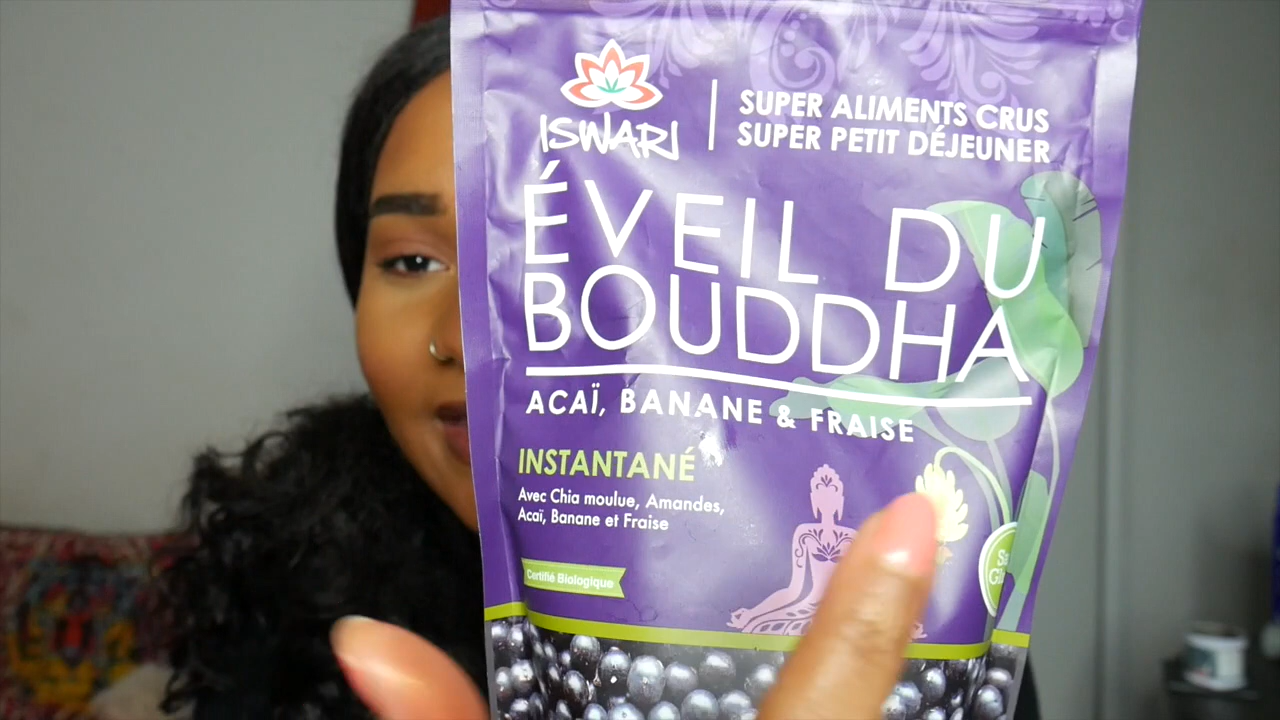 ISWARI
SUPER ALIMENTS CRUS
SUPER PETIT DÉJEUNER
ÉVEIL DU
BOUDDHA
ACAÏ, BANANE & FRAISE
INSTANTANÉ
Avec Chia moulue, Amandes,
Acaï, Banane et Fraise
Certifié Biologique